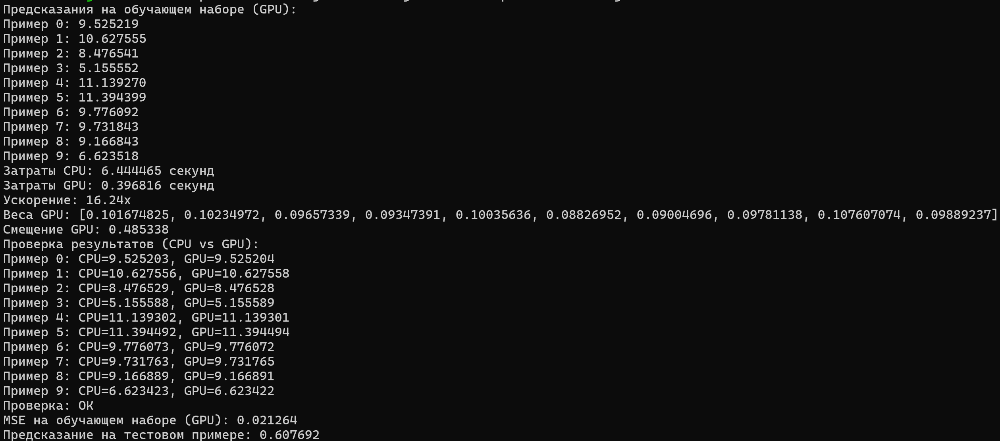 Предсказания на обучающем наборе (GPU):
Пример 0: 9.525219
Пример 1: 10.627555
Пример 2: 8.476541
Пример 3: 5.155552
Пример 4: 11.139270
Пример 5: 11.394399
Пример 6: 9.776092
Пример 7: 9.731843
Пример 8: 9.166843
Пример 9: 6.623518
Затраты CPU: 6.444465 секунд
Затраты GPU: 0.396816 секунд
Ускорение: 16.24x
Веса GPU: [0.101674825, 0.10234972, 0.09657339, 0.09347391, 0.10035636, 0.08826952, 0.09004696, 0.09781138, 0.107607074, 0.09889237]
Смещение GPU: 0.485338
Проверка результатов (CPU vs GPU):
Пример 0: CPU=9.525203, GPU=9.525204
Пример 1: CPU=10.627556, GPU=10.627558
Пример 2: CPU=8.476529, GPU=8.476528
Пример 3: CPU=5.155588, GPU=5.155589
Пример 4: CPU=11.139302, GPU=11.139301
Пример 5: CPU=11.394492, GPU=11.394494
Пример 6: CPU=9.776073, GPU=9.776072
Пример 7: CPU=9.731763, GPU=9.731765
Пример 8: CPU=9.166889, GPU=9.166891
Пример 9: CPU=6.623423, GPU=6.623422
Проверка: ОК
MSE на обучающем наборе (GPU): 0.021264
Предсказание на тестовом примере: 0.607692